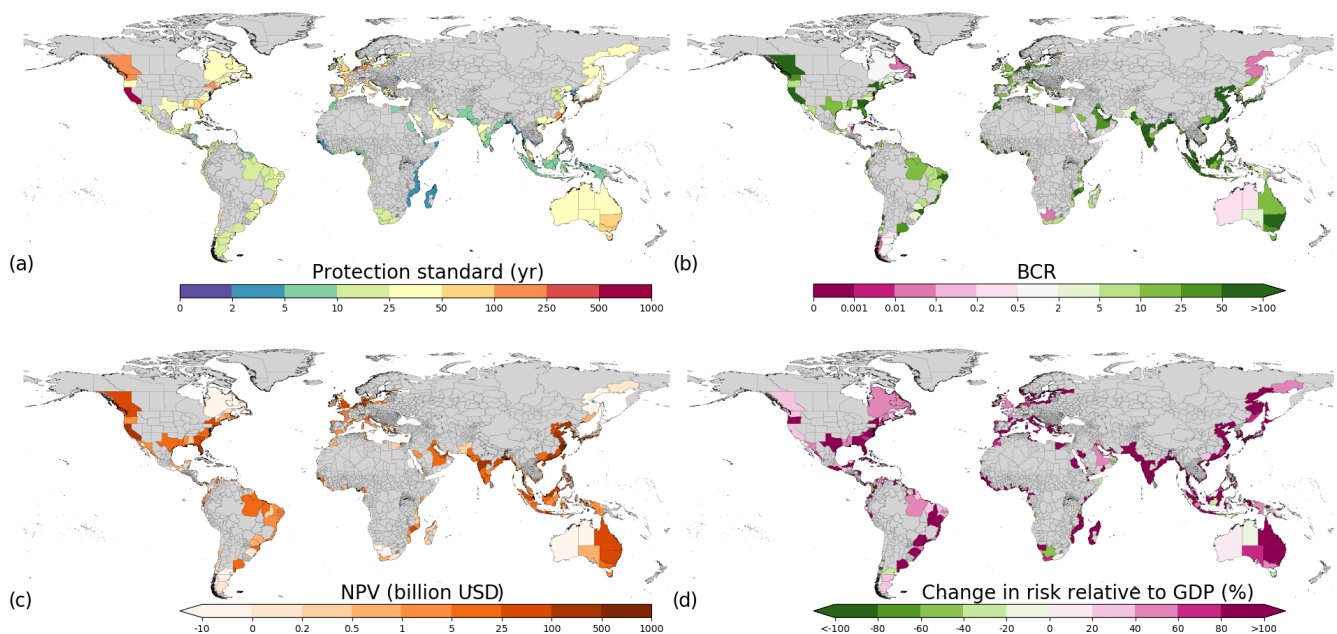 (a)
Protection standard (yr)
0 2 5 10 25 50 100 250 500 1000
(b)
BCR
0 0.001 0.01 0.1 0.2 0.5 2 5 10 25 50 >100
(c)
NPV (billion USD)
-10 0 0.2 0.5 1 5 25 100 500 1000
(d)
Change in risk relative to GDP (%)
<-100 -80 -60 -40 -20 0 20 40 60 80 100